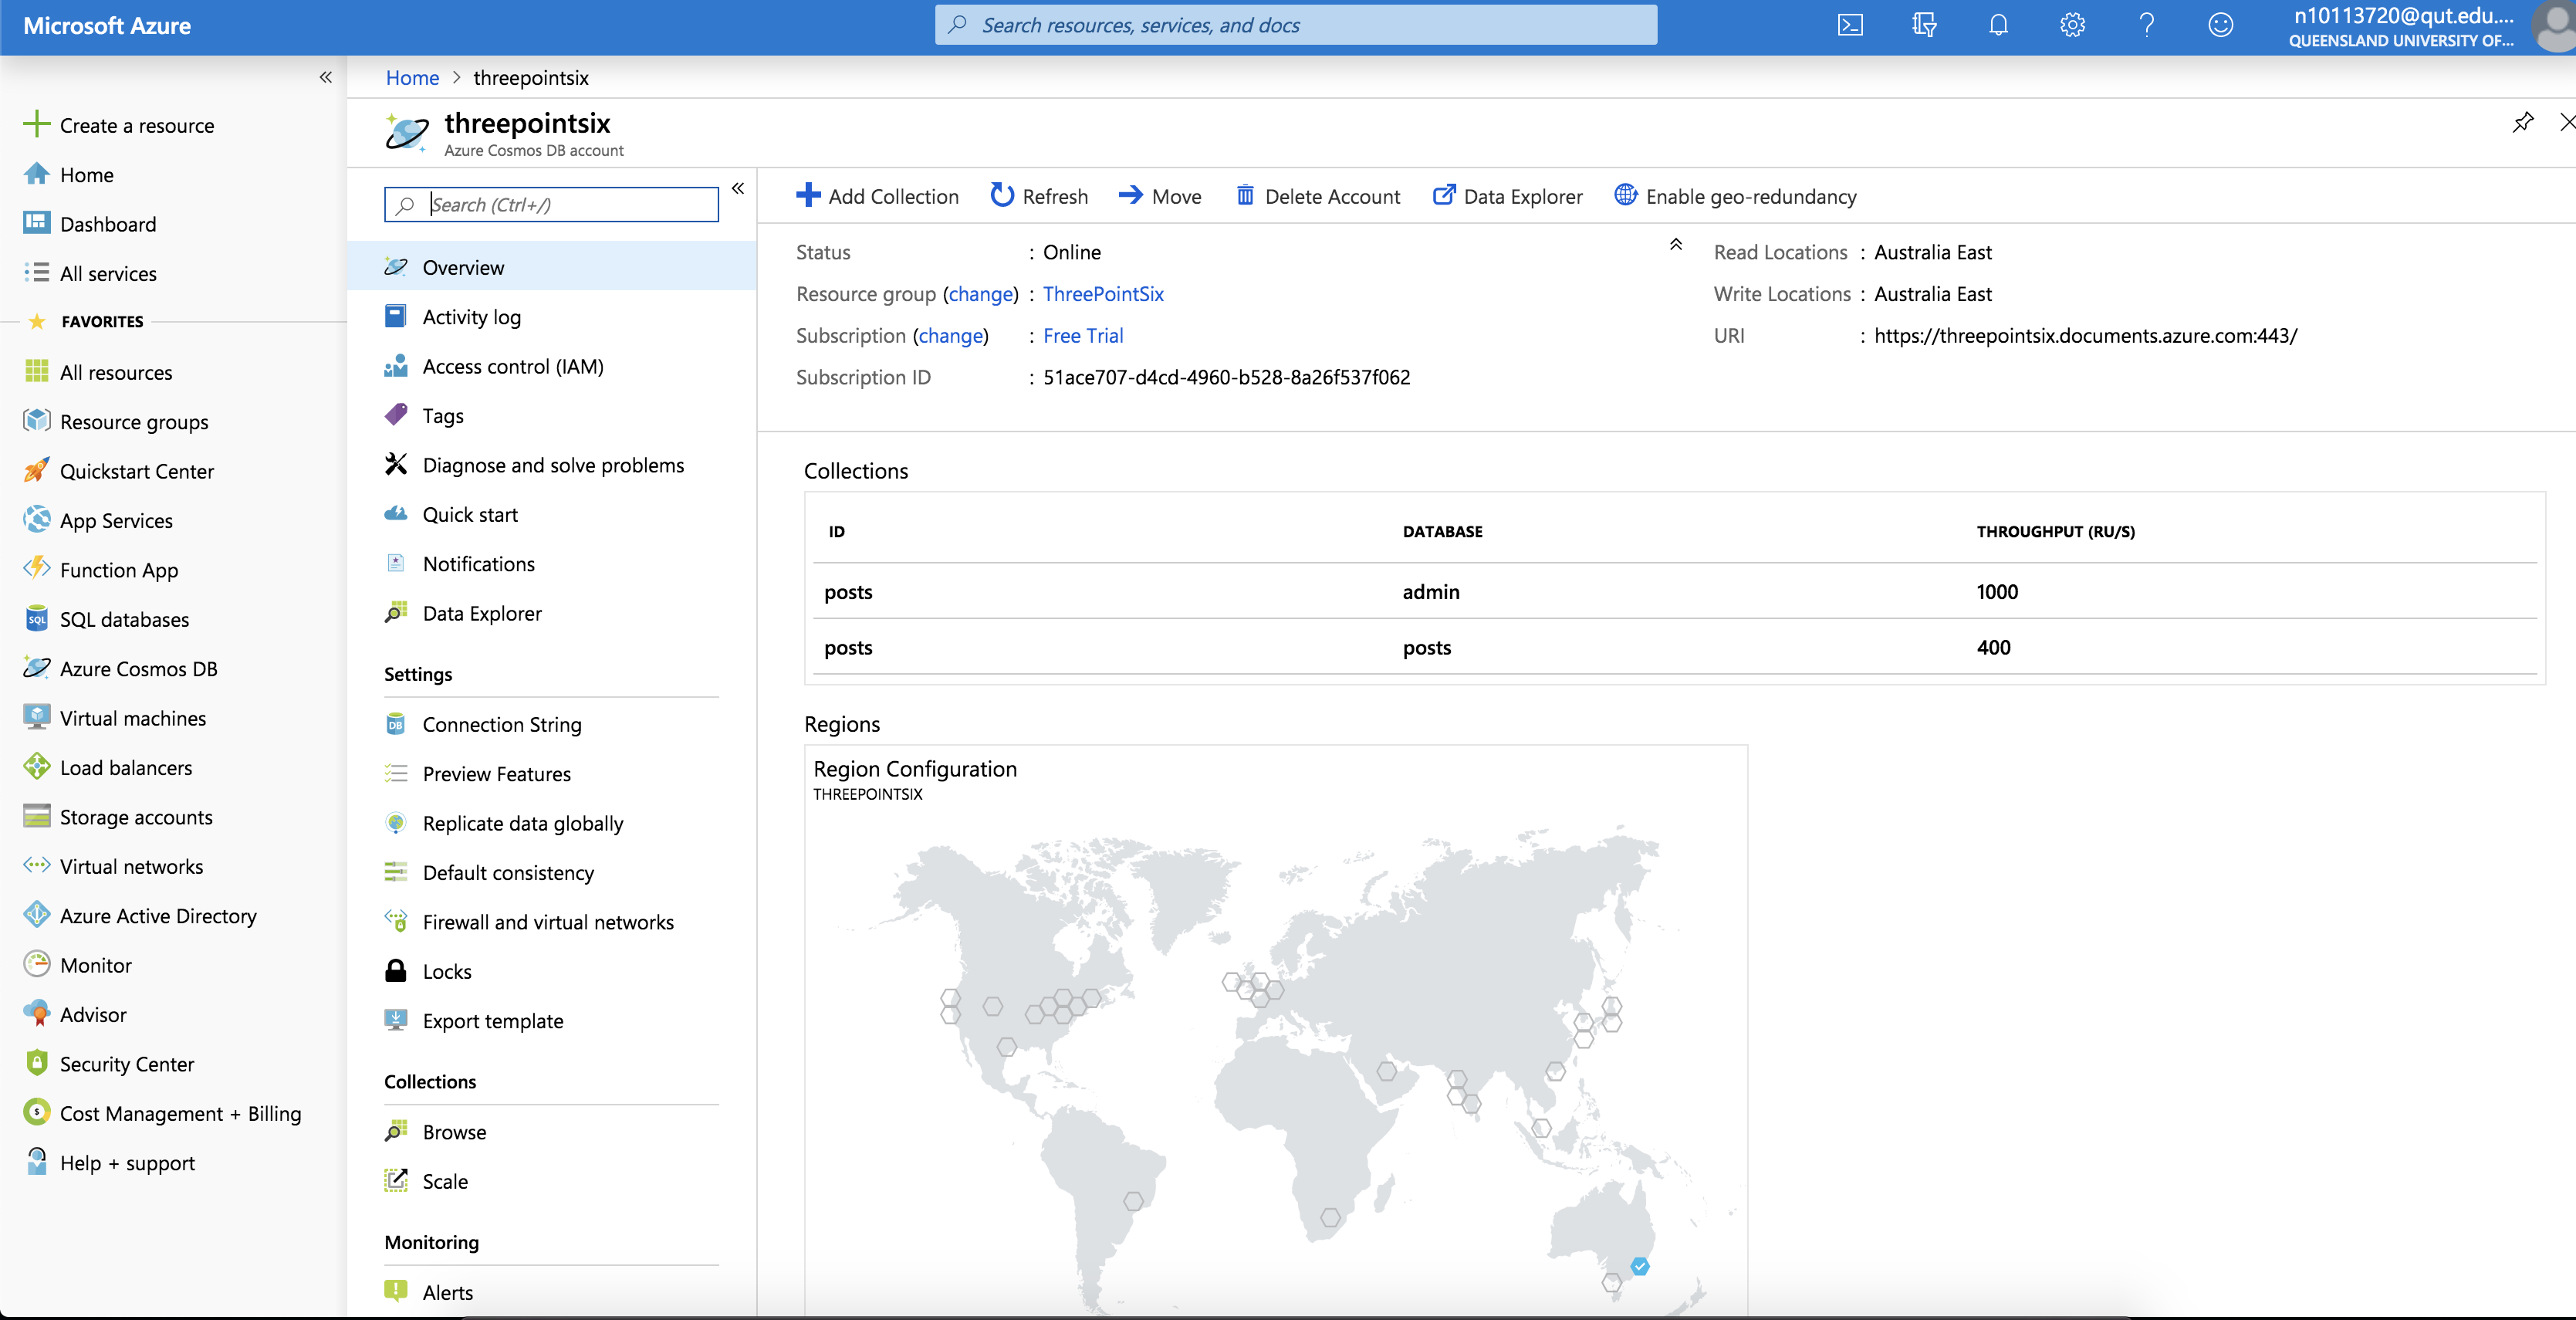 Microsoft Azure
Search resources, services, and docs
n10113720@qut.edu....
QUEENSLAND UNIVERSITY OF...
Create a resource
Home
Dashboard
All services
FAVORITES
All resources
Resource groups
Quickstart Center
App Services
Function App
SQL databases
Azure Cosmos DB
Virtual machines
Load balancers
Storage accounts
Virtual networks
Azure Active Directory
Monitor
Advisor
Security Center
Cost Management + Billing
Help + support
Home > threepointsix
threepointsix
Azure Cosmos DB account
Search (Ctrl+/)
Overview
Activity log
Access control (IAM)
Tags
Diagnose and solve problems
Quick start
Notifications
Data Explorer
Settings
Connection String
Preview Features
Replicate data globally
Default consistency
Firewall and virtual networks
Locks
Export template
Collections
Browse
Scale
Monitoring
Alerts
Add Collection Refresh Move Delete Account Data Explorer Enable geo-redundancy
Status : Online
Resource group (change) : ThreePointSix
Subscription (change) : Free Trial
Subscription ID : 51ace707-d4cd-4960-b528-8a26f537f062
Read Locations : Australia East
Write Locations : Australia East
URI : https://threepointsix.documents.azure.com:443/
Collections
ID DATABASE THROUGHPUT (RU/S)
posts admin 1000
posts posts 400
Regions
Region Configuration
THREEPOINTSIX